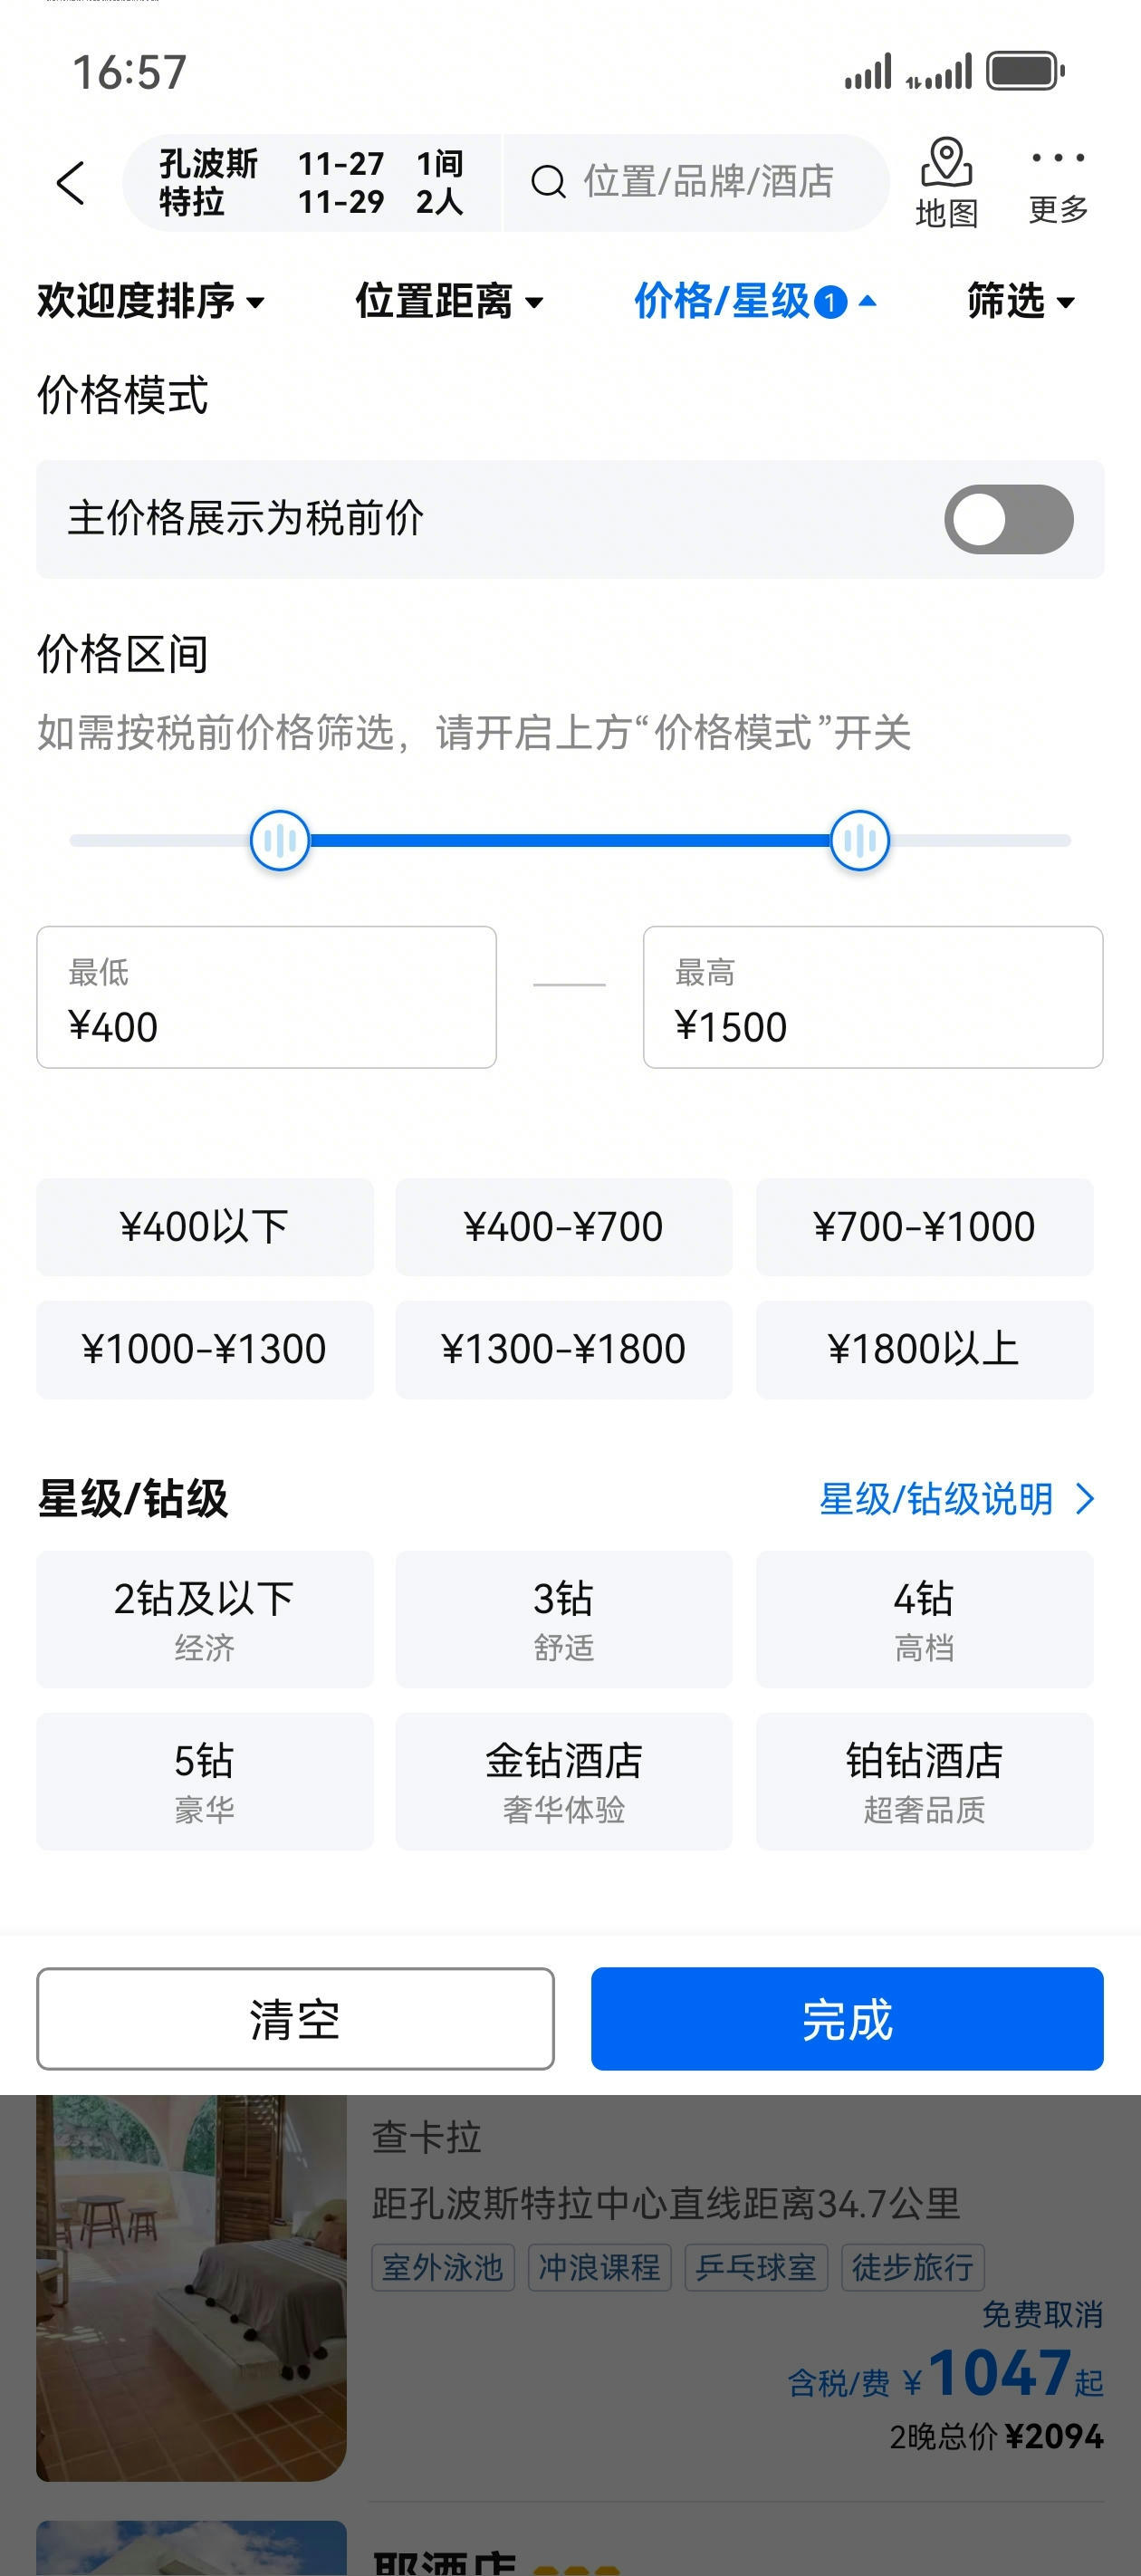 16:57
孔波斯 11-27 1间
特拉 11-29 2人
位置/品牌/酒店
地图
更多
欢迎度排序 位置距离 价格/星级1 筛选
价格模式
主价格展示为税前价
价格区间
如需按税前价格筛选，请开启上方“价格模式”开关
最低
¥400
最高
¥1500
¥400以下 ¥400-¥700 ¥700-¥1000
¥1000-¥1300 ¥1300-¥1800 ¥1800以上
星级/钻级 星级/钻级说明
2钻及以下 3钻 4钻
经济 舒适 高档
5钻 金钻酒店 铂钻酒店
豪华 奢华体验 超奢品质
清空 完成
查卡拉
距孔波斯特拉中心直线距离34.7公里
室外泳池 冲浪课程 乒乓球室 徒步旅行
免费取消
含税/费 ¥1047起
2晚总价 ¥2094